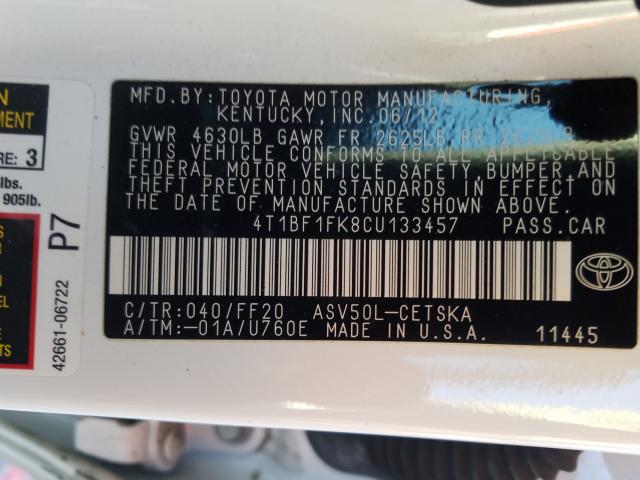 MFD. BY: TOYOTA MOTOR MANUFACTURING,
KENTUCKY, INC 06/12
GVWR 4630LB GAWR FR 2625LB RR
THIS VEHICLE CONFORMS TO ALL APPLICABLE
FEDERAL MOTOR VEHICLE SAFETY, BUMPER, AND
THEFT PREVENTION STANDARDS IN EFFECT ON
THE DATE OF MANUFACTURE SHOWN ABOVE.
4T1BF1FK8CU133457 PASS. CAR
C/TR: 040/FF20 ASV50L-CETSKA
A/TM: -01A/U760E MADE IN U.S.A.
11445
RE: 3
lbs.
905lb.
P7
42661-06722